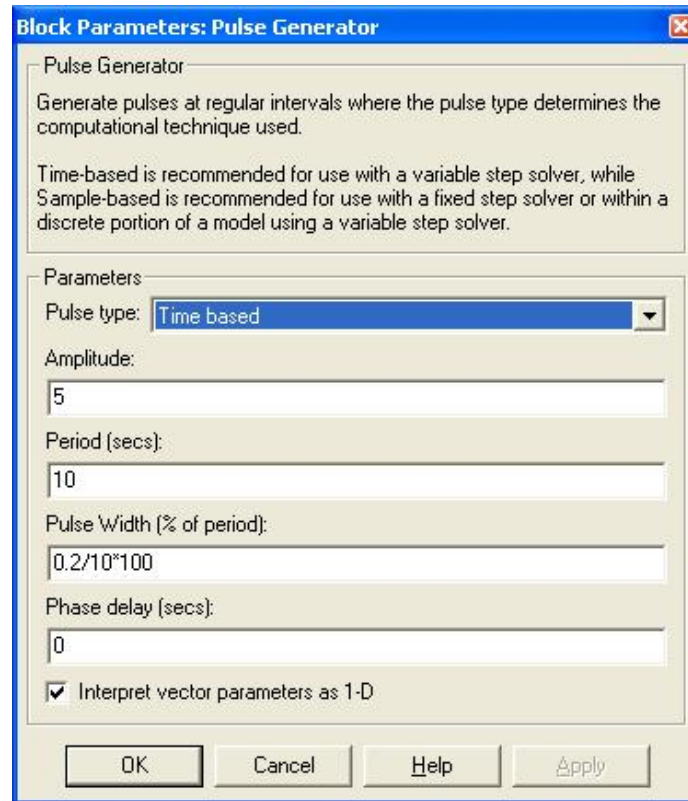 Block Parameters: Pulse Generator
Pulse Generator
Generate pulses at regular intervals where the pulse type determines the
computational technique used.
Time-based is recommended for use with a variable step solver, while
Sample-based is recommended for use with a fixed step solver or within a
discrete portion of a model using a variable step solver.
Parameters
Pulse type: Time based
Amplitude:
5
Period (secs):
10
Pulse Width (% of period):
0.2/10*100
Phase delay (secs):
0
Interpret vector parameters as 1-D
OK Cancel Help Apply